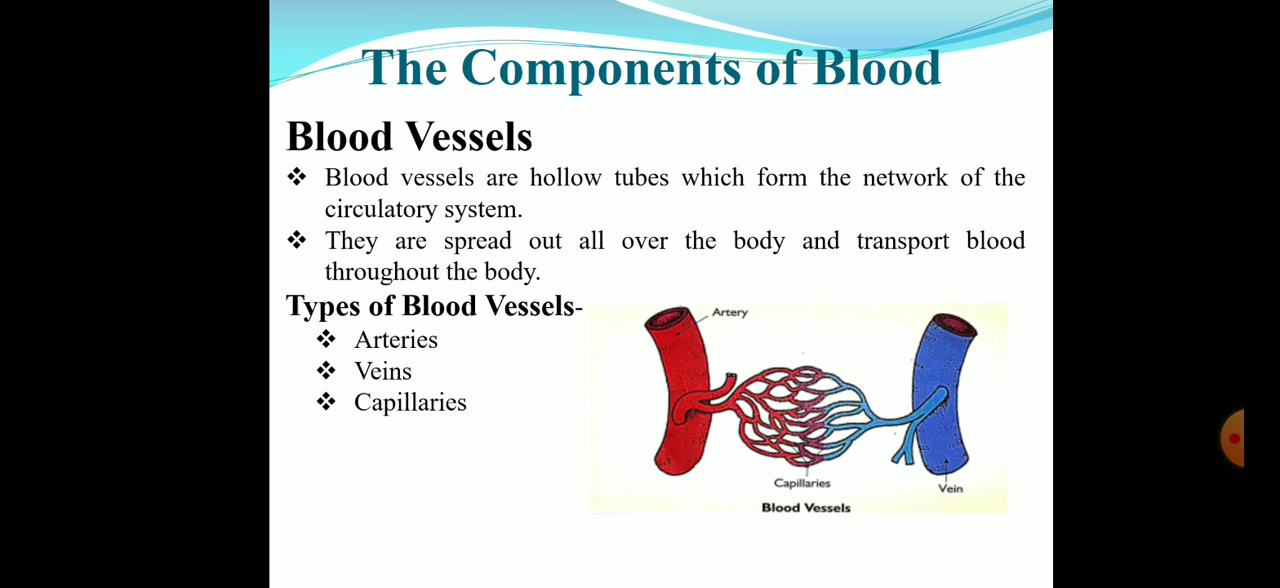 The Components of Blood
Blood Vessels
❖ Blood vessels are hollow tubes which form the network of the
circulatory system.
❖ They are spread out all over the body and transport blood
throughout the body.
Types of Blood Vessels-
❖ Arteries
❖ Veins
❖ Capillaries
Artery
Capillaries
Vein
Blood Vessels